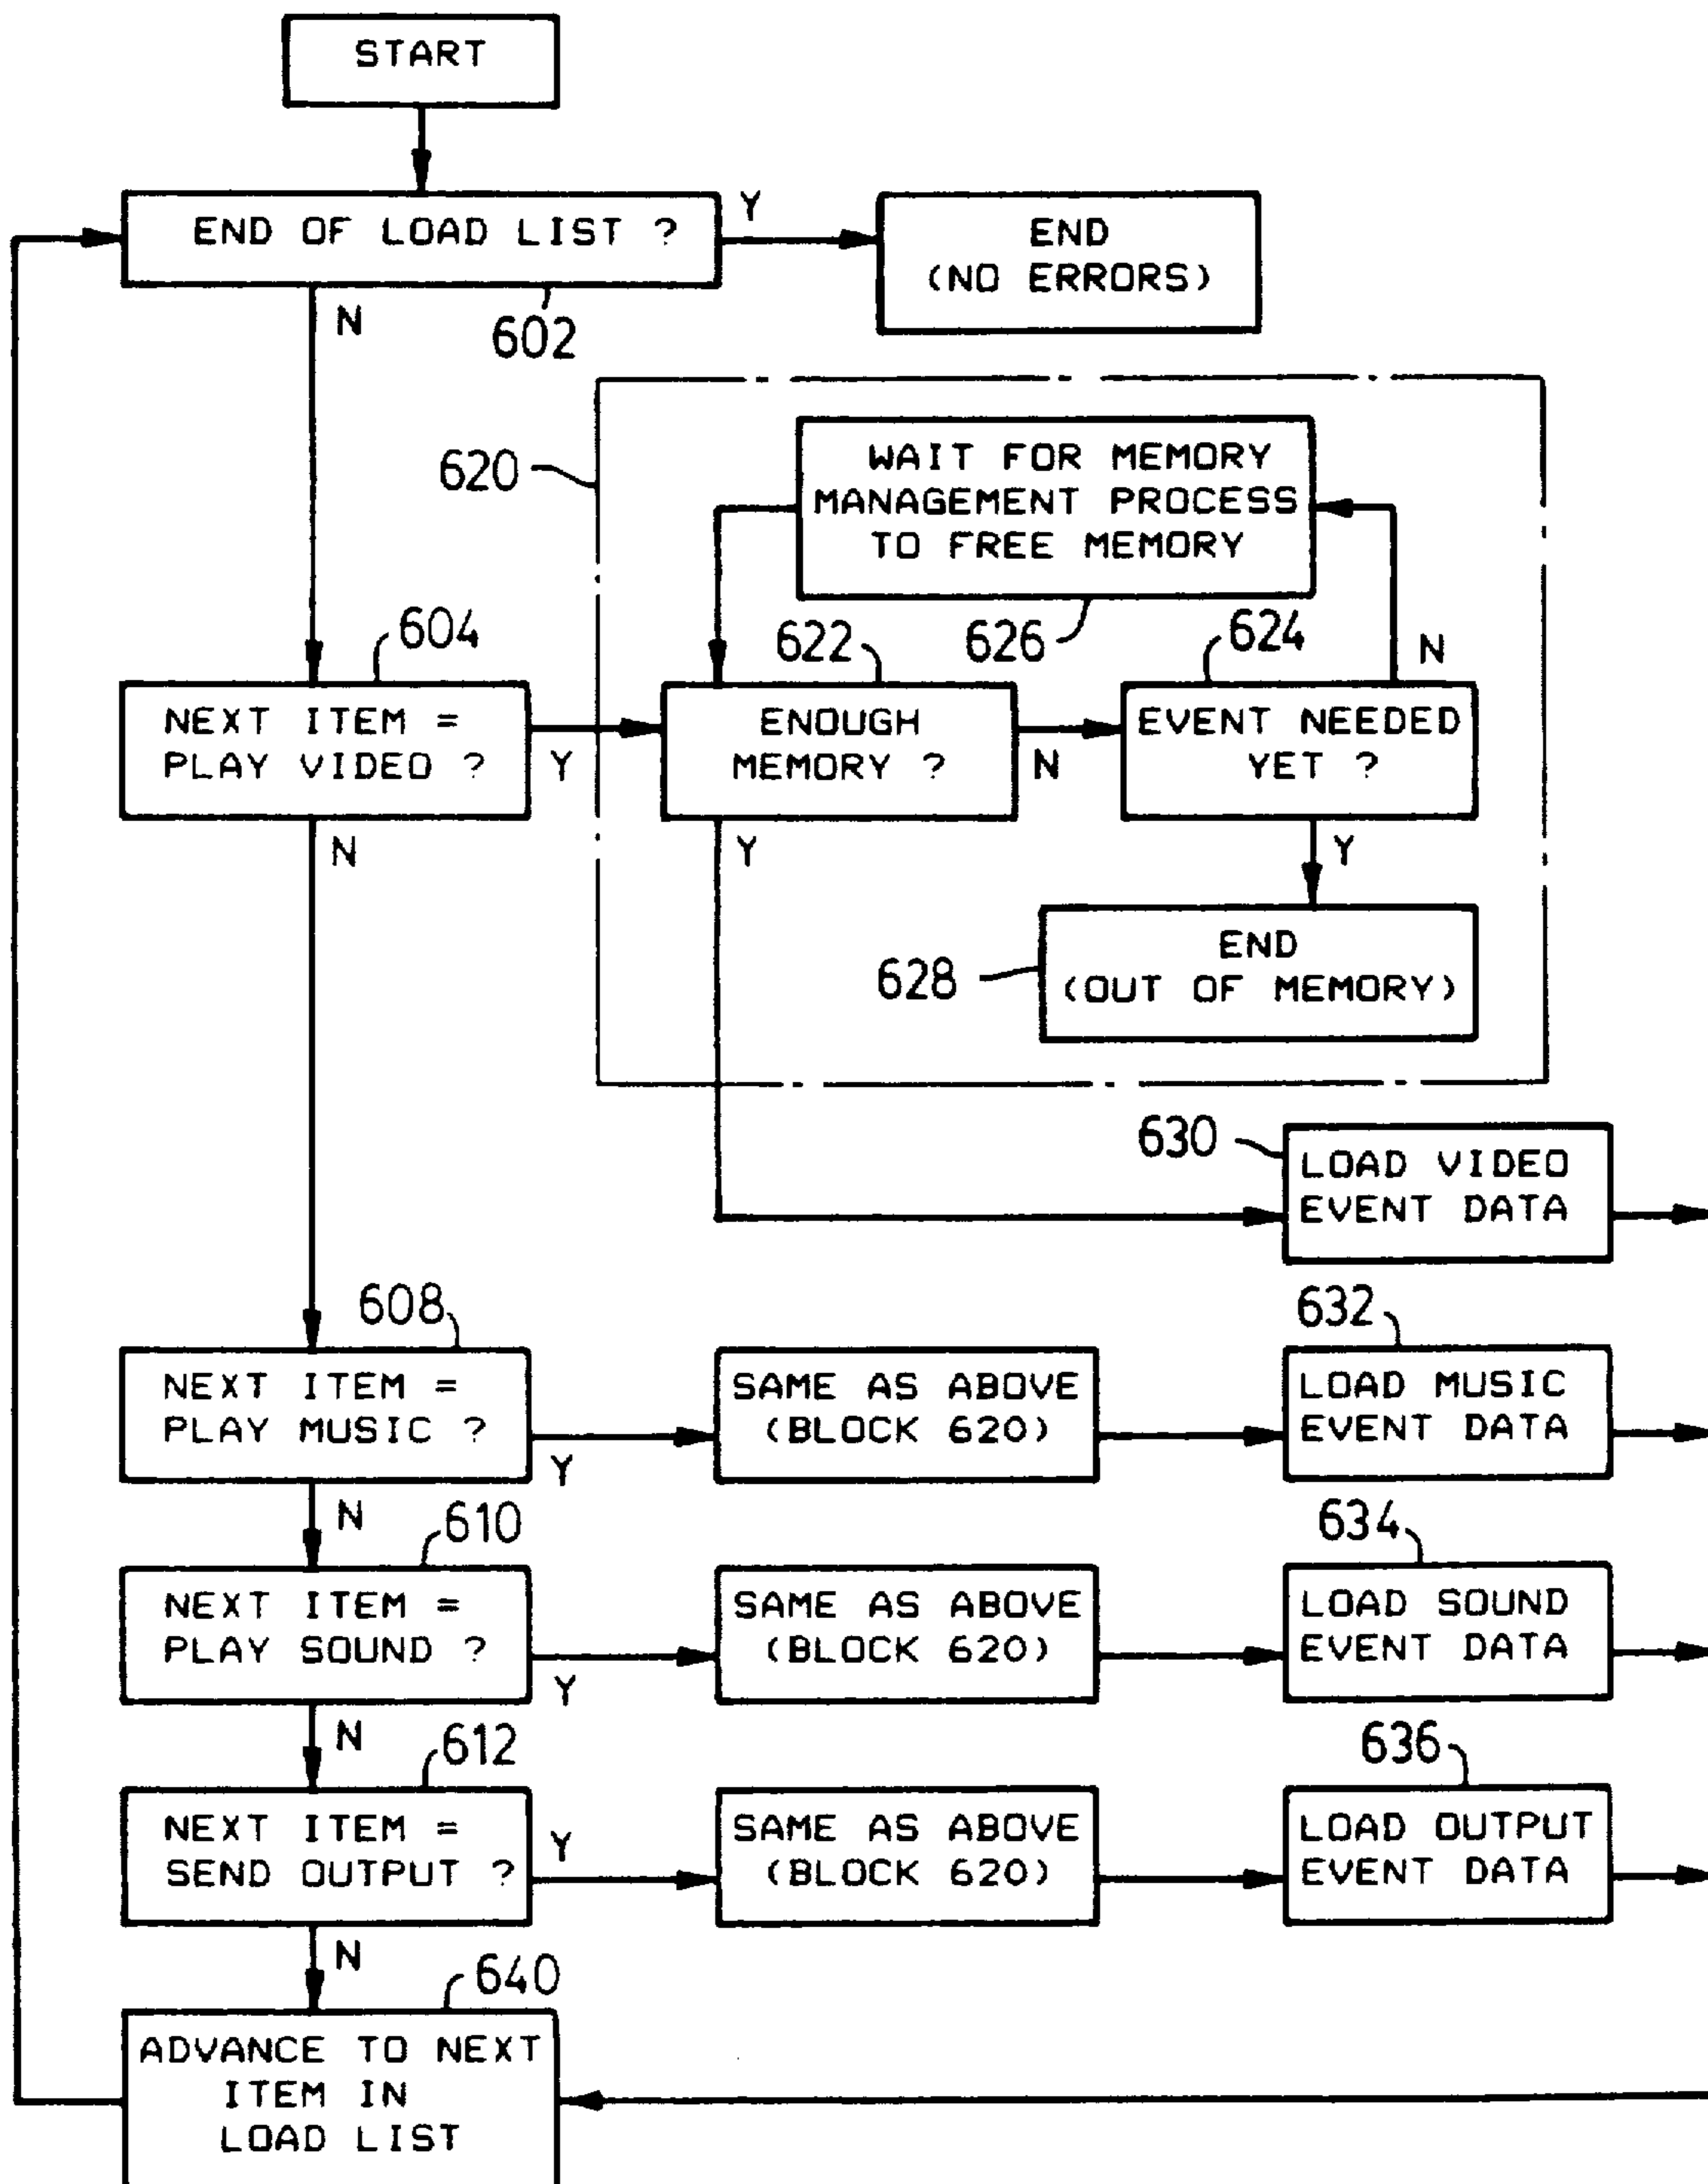 START
END OF LOAD LIST ?
Y
END
(NO ERRORS)
N
602
620
WAIT FOR MEMORY
MANAGEMENT PROCESS
TO FREE MEMORY
626
604
NEXT ITEM =
PLAY VIDEO ?
Y
N
622
ENOUGH
MEMORY ?
N
Y
624
N
EVENT NEEDED
YET ?
Y
628
END
(OUT OF MEMORY)
630
LOAD VIDEO
EVENT DATA
608
NEXT ITEM =
PLAY MUSIC ?
Y
N
SAME AS ABOVE
(BLOCK 620)
632
LOAD MUSIC
EVENT DATA
610
NEXT ITEM =
PLAY SOUND ?
Y
N
SAME AS ABOVE
(BLOCK 620)
634
LOAD SOUND
EVENT DATA
612
NEXT ITEM =
SEND OUTPUT ?
Y
N
SAME AS ABOVE
(BLOCK 620)
636
LOAD OUTPUT
EVENT DATA
640
ADVANCE TO NEXT
ITEM IN
LOAD LIST